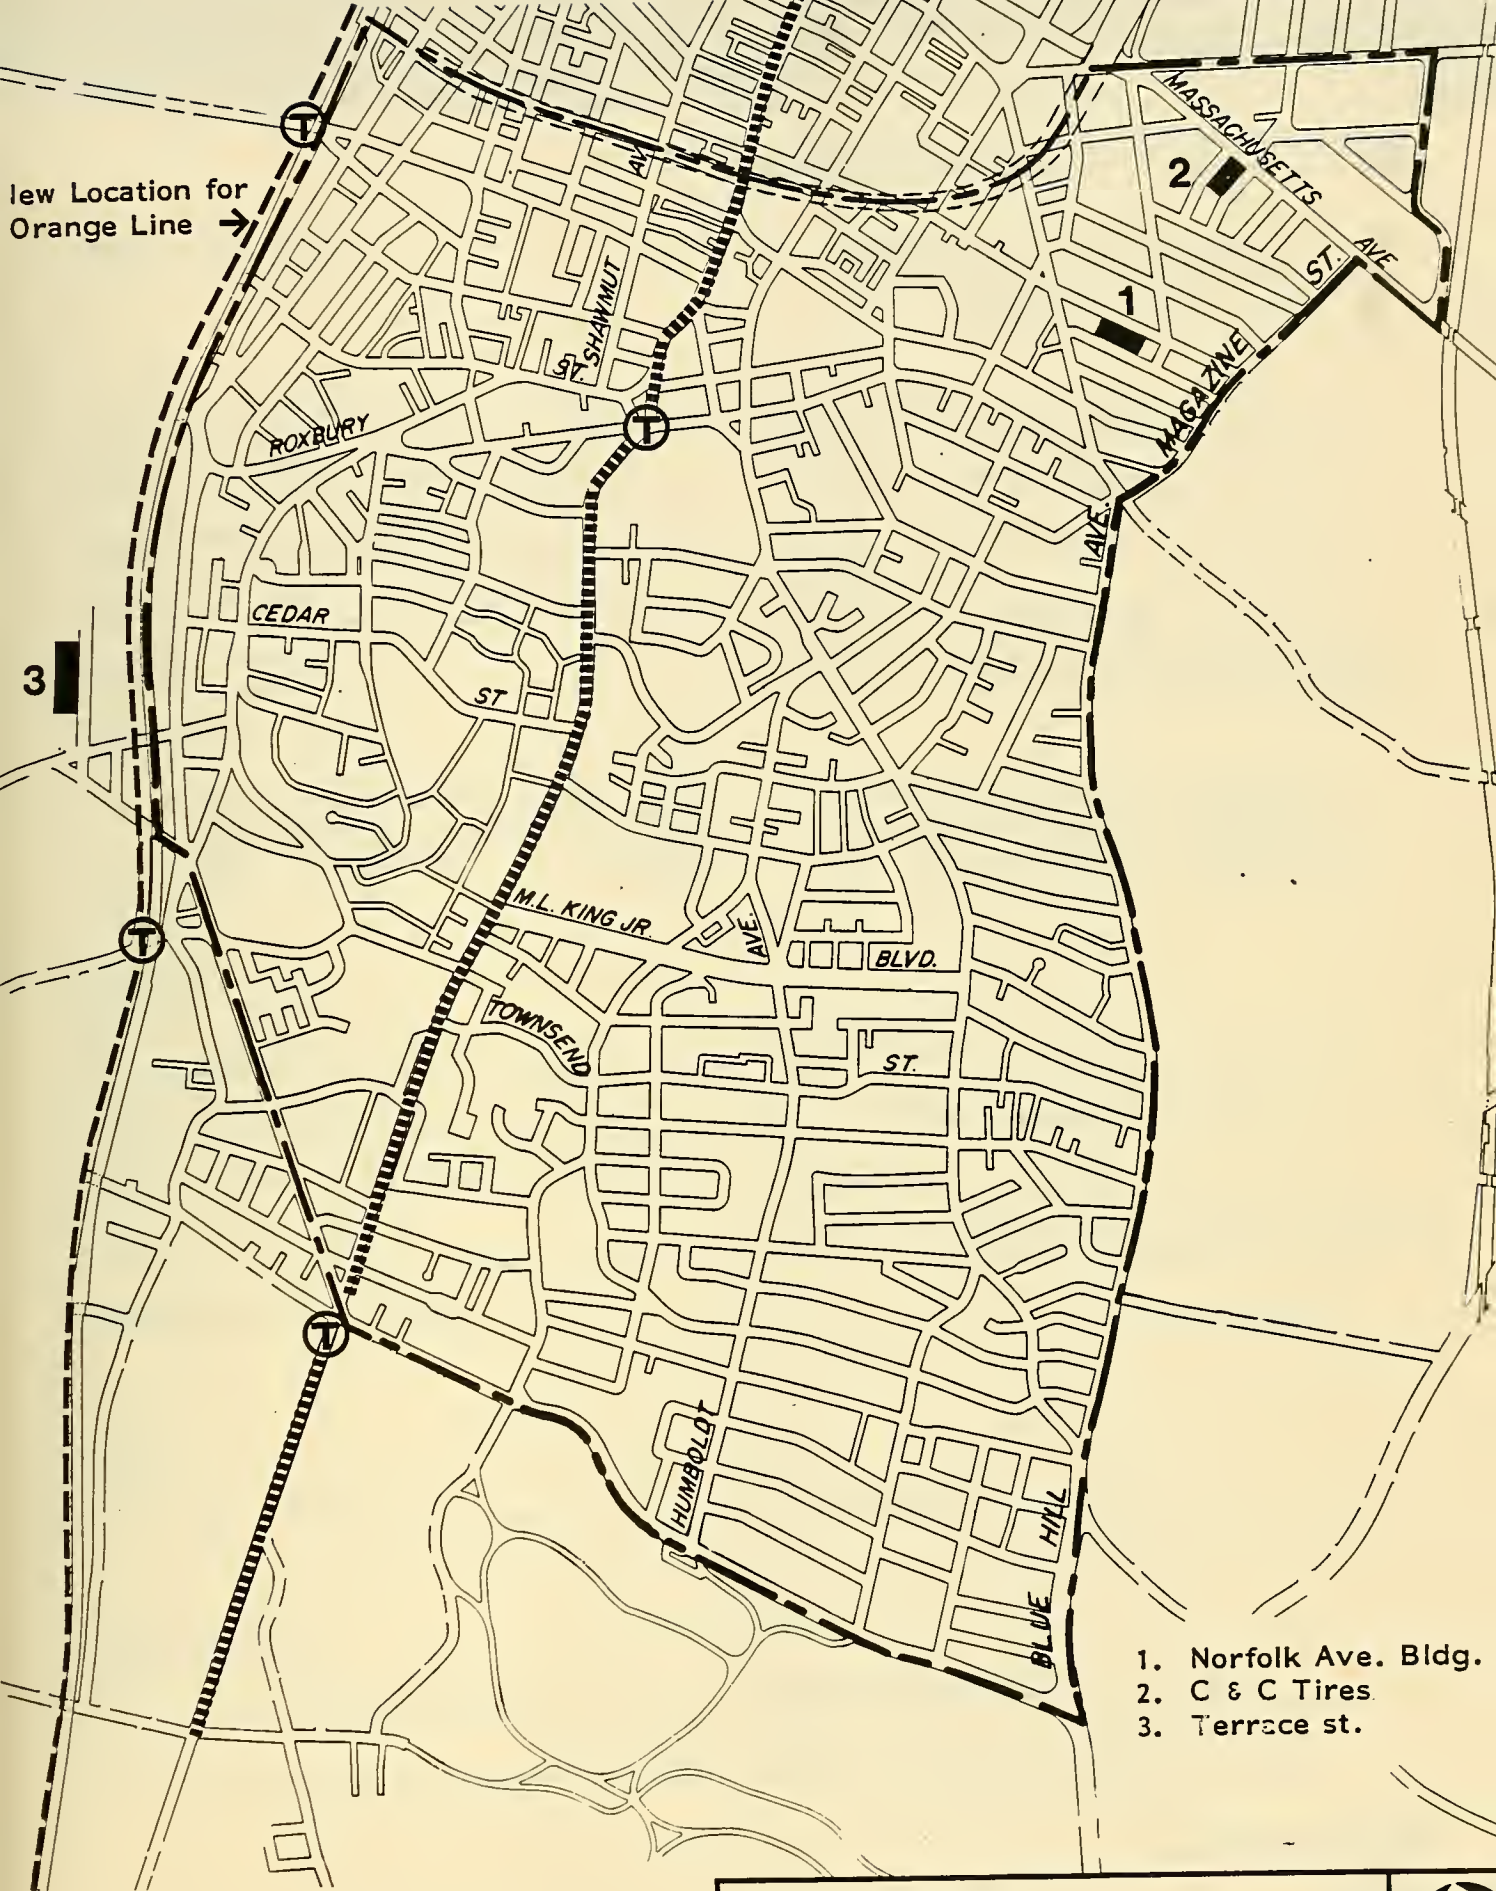 MASSACHUSETTS
AVE
2
T
lew Location for
Orange Line →
AV
ST.
1
SHAWMUT
ST.
MAGAZINE
ROXBURY
T
AVE.
CEDAR
3
ST
M.L. KING JR
AVE.
BLVD.
T
TOWNSEND
ST.
T
HUMBOLDT
HILL
BLUE
1. Norfolk Ave. Bldg.
2. C & C Tires
3. Terrace st.